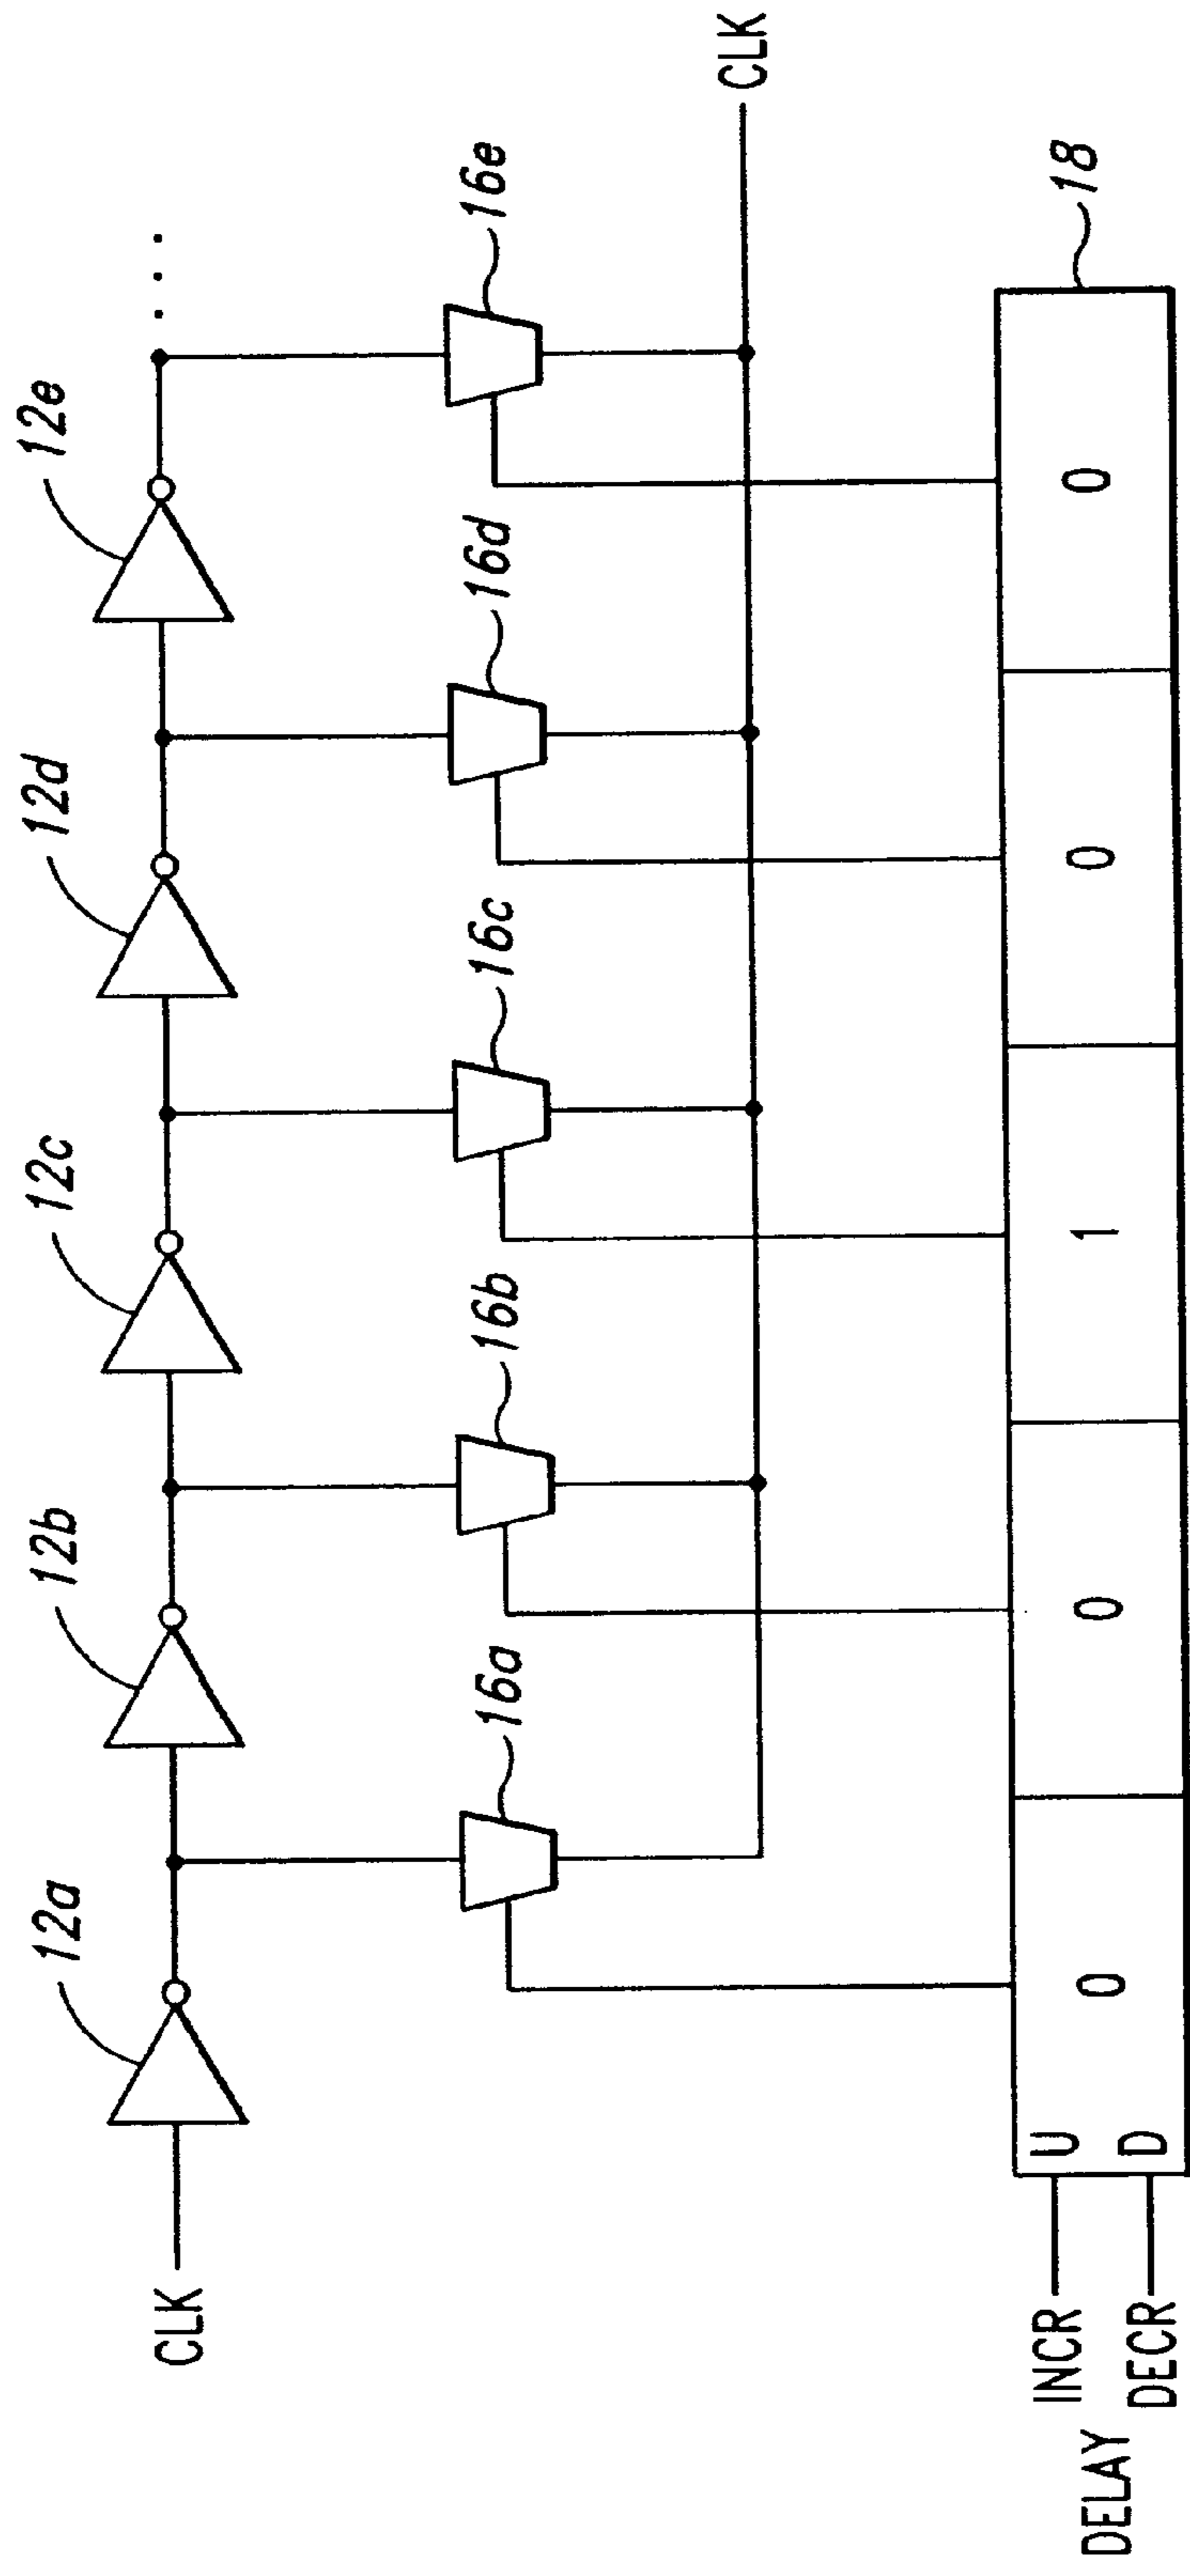 12a 12b 12c 12d 12e . . .
CLK
16a 16b 16c 16d 16e
CLK
18
U 0 0 1 0 0
D
INCR
DELAY
DECR